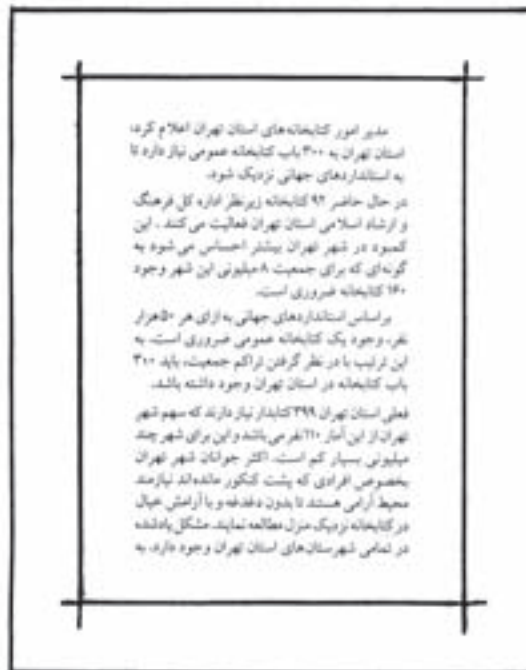 مدیر امور کتابخانه‌های استان تهران اعلام کرد،
استان تهران به ۳۰۰ باب کتابخانه عمومی نیاز دارد تا
به استانداردهای جهانی نزدیک شود.
در حال حاضر ۹۲ کتابخانه زیرنظر اداره کل فرهنگ
و ارشاد اسلامی استان تهران فعالیت می‌کنند. این
کمبود در شهر تهران بیشتر احساس می‌شود به
گونه‌ای که برای جمعیت ۸ میلیونی این شهر وجود
۱۶۰ کتابخانه ضروری است.
براساس استانداردهای جهانی به ازای هر ۵۰هزار
نفر، وجود یک کتابخانه عمومی ضروری است. به
این ترتیب با در نظر گرفتن تراکم جمعیت، باید ۳۰۰
باب کتابخانه در استان تهران وجود داشته باشد.
فعلی استان تهران ۳۹۹ کتابدار نیاز دارند که سهم شهر
تهران از این آمار ۱۱۰ نفر می‌باشد و این برای شهر چند
میلیونی بسیار کم است. اکثر جوانان شهر تهران
بخصوص افرادی که پشت کنکور مانده‌اند نیازمند
محیط آرامی هستند تا بدون دغدغه و با آرامش خیال
در کتابخانه نزدیک منزل مطالعه نمایند. مشکل یادشده
در تمامی شهرستان‌های استان تهران وجود دارد. به